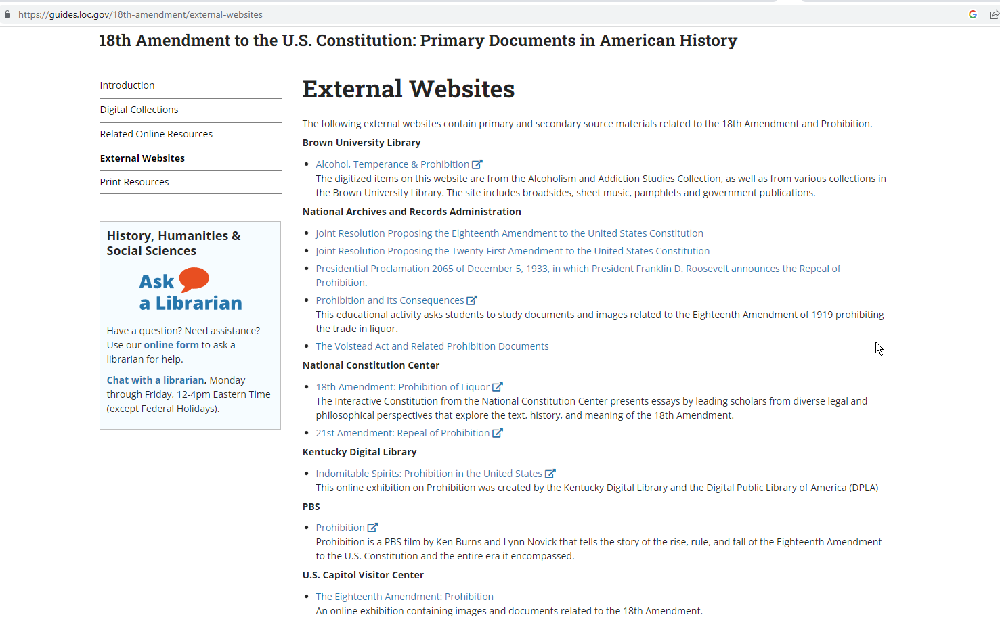 https://guides.loc.gov/18th-amendment/external-websites
18th Amendment to the U.S. Constitution: Primary Documents in American History
Introduction
Digital Collections
Related Online Resources
External Websites
Print Resources
History, Humanities &
Social Sciences
Ask
a Librarian
Have a question? Need assistance?
Use our online form to ask a
librarian for help.
Chat with a librarian, Monday
through Friday, 12-4pm Eastern Time
(except Federal Holidays).
External Websites
The following external websites contain primary and secondary source materials related to the 18th Amendment and Prohibition.
Brown University Library
Alcohol, Temperance & Prohibition
The digitized items on this website are from the Alcoholism and Addiction Studies Collection, as well as from various collections in
the Brown University Library. The site includes broadsides, sheet music, pamphlets and government publications.
National Archives and Records Administration
Joint Resolution Proposing the Eighteenth Amendment to the United States Constitution
Joint Resolution Proposing the Twenty-First Amendment to the United States Constitution
Presidential Proclamation 2065 of December 5, 1933, in which President Franklin D. Roosevelt announces the Repeal of
Prohibition.
Prohibition and Its Consequences
This educational activity asks students to study documents and images related to the Eighteenth Amendment of 1919 prohibiting
the trade in liquor.
The Volstead Act and Related Prohibition Documents
National Constitution Center
18th Amendment: Prohibition of Liquor
The Interactive Constitution from the National Constitution Center presents essays by leading scholars from diverse legal and
philosophical perspectives that explore the text, history, and meaning of the 18th Amendment.
21st Amendment: Repeal of Prohibition
Kentucky Digital Library
Indomitable Spirits: Prohibition in the United States
This online exhibition on Prohibition was created by the Kentucky Digital Library and the Digital Public Library of America (DPLA)
PBS
Prohibition
Prohibition is a PBS film by Ken Burns and Lynn Novick that tells the story of the rise, rule, and fall of the Eighteenth Amendment
to the U.S. Constitution and the entire era it encompassed.
U.S. Capitol Visitor Center
The Eighteenth Amendment: Prohibition
An online exhibition containing images and documents related to the 18th Amendment.